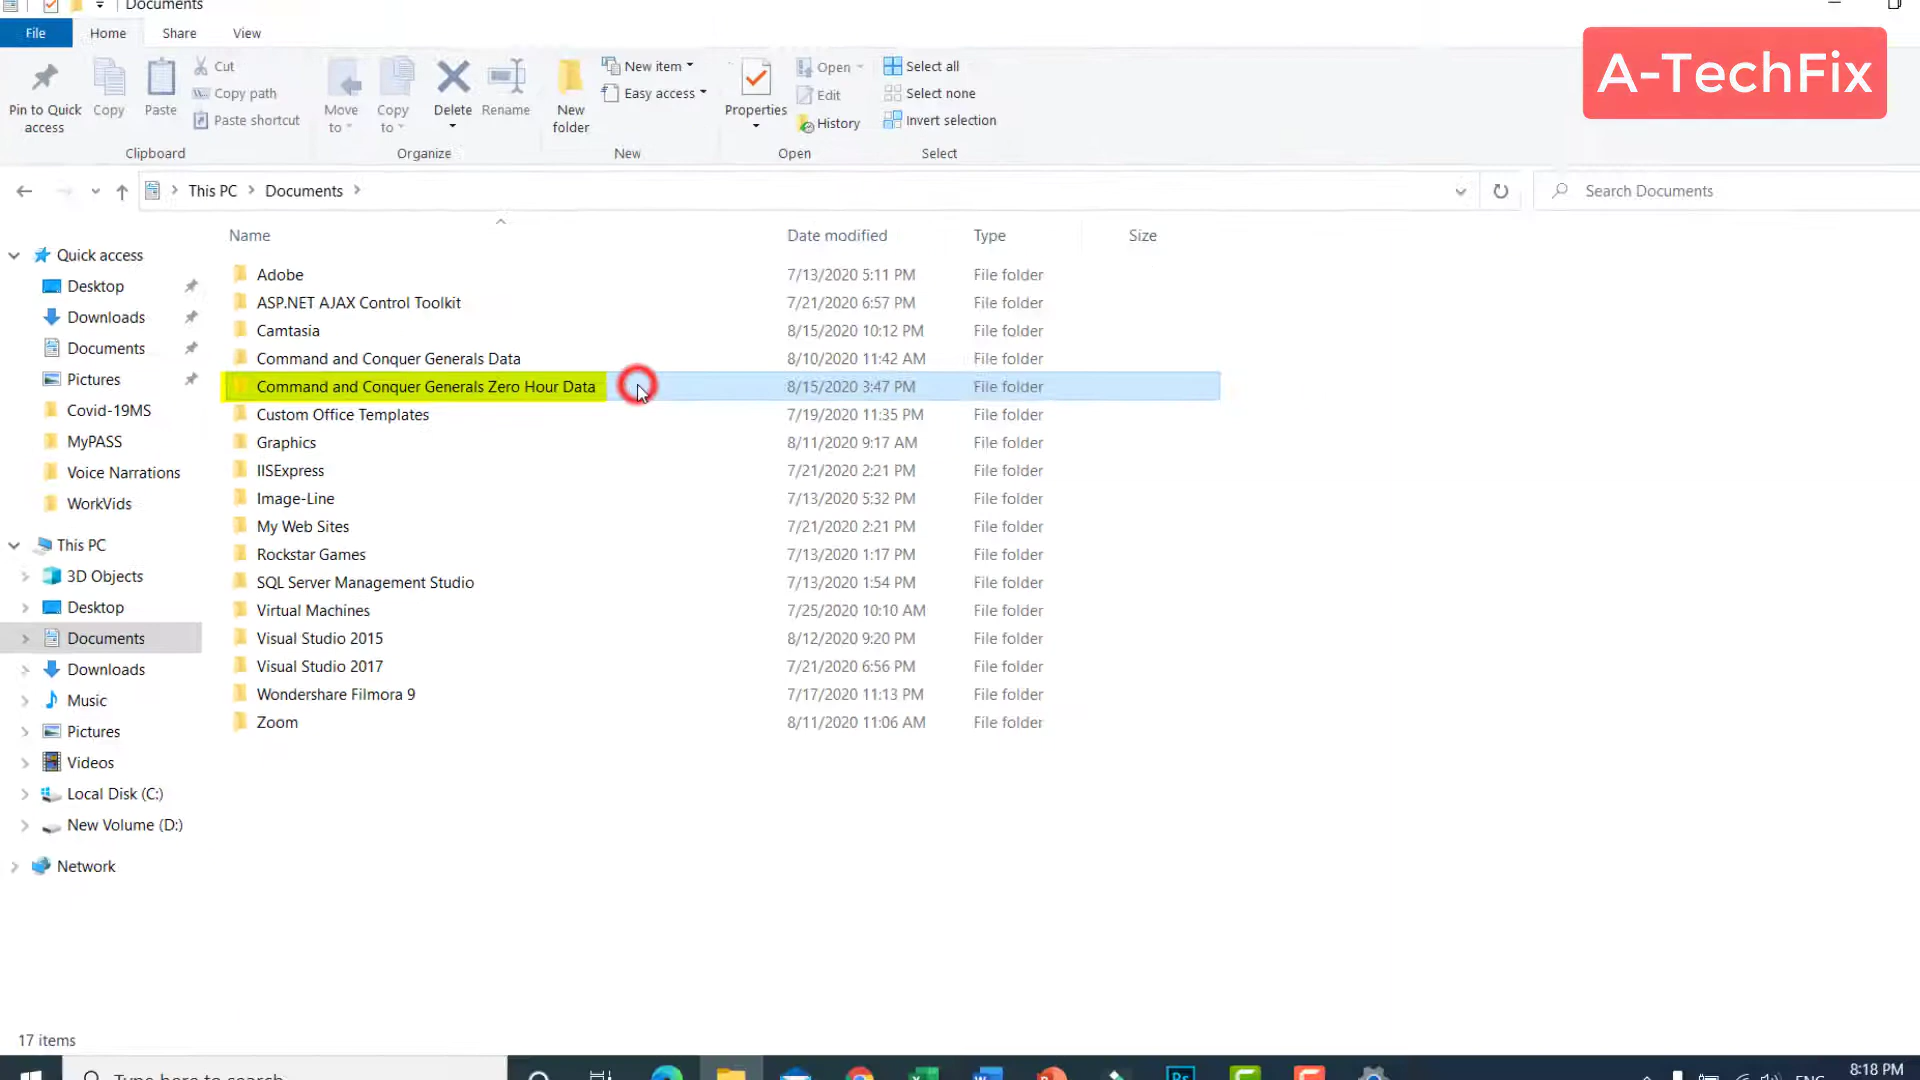 Documents
File Home Share View
A-TechFix
Pin to Quick access
Copy
Paste
Cut
Copy path
Paste shortcut
Clipboard
Move to
Copy to
Delete
Rename
Organize
New folder
New item
Easy access
New
Properties
Open
Edit
History
Open
Select all
Select none
Invert selection
Select
This PC > Documents >
Search Documents
Name Date modified Type Size
Quick access
Desktop
Downloads
Documents
Pictures
Covid-19MS
MyPASS
Voice Narrations
WorkVids
This PC
3D Objects
Desktop
Documents
Downloads
Music
Pictures
Videos
Local Disk (C:)
New Volume (D:)
Network
Adobe 7/13/2020 5:11 PM File folder
ASP.NET AJAX Control Toolkit 7/21/2020 6:57 PM File folder
Camtasia 8/15/2020 10:12 PM File folder
Command and Conquer Generals Data 8/10/2020 11:42 AM File folder
Command and Conquer Generals Zero Hour Data 8/15/2020 3:47 PM File folder
Custom Office Templates 7/19/2020 11:35 PM File folder
Graphics 8/11/2020 9:17 AM File folder
IISExpress 7/21/2020 2:21 PM File folder
Image-Line 7/13/2020 5:32 PM File folder
My Web Sites 7/21/2020 2:21 PM File folder
Rockstar Games 7/13/2020 1:17 PM File folder
SQL Server Management Studio 7/13/2020 1:54 PM File folder
Virtual Machines 7/25/2020 10:10 AM File folder
Visual Studio 2015 8/12/2020 9:20 PM File folder
Visual Studio 2017 7/21/2020 6:56 PM File folder
Wondershare Filmora 9 7/17/2020 11:13 PM File folder
Zoom 8/11/2020 11:06 AM File folder
17 items
Type here to search
Ps
ENG
8:18 PM